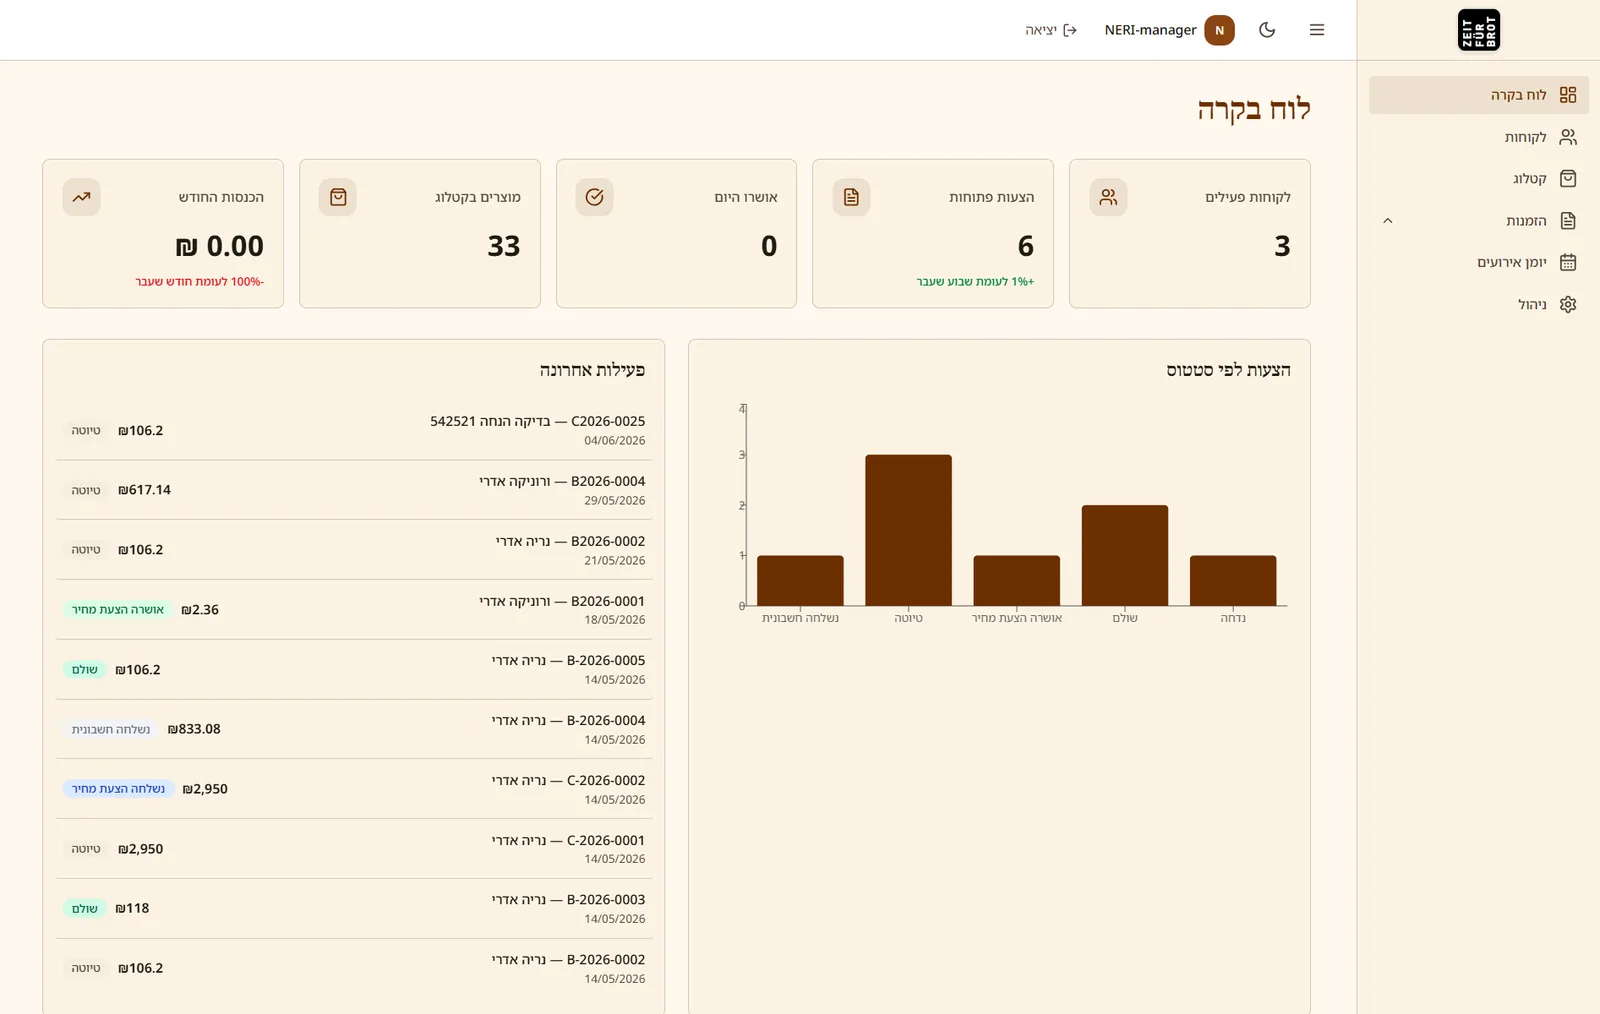 ZEIT
FÜR
BROT
לוח בקרה
לקוחות
קטלוג
הזמנות
יומן אירועים
ניהול
N
NERI-manager
יציאה
לוח בקרה
לקוחות פעילים
3
הצעות פתוחות
6
+1% לעומת שבוע שעבר
אושרו היום
0
מוצרים בקטלוג
33
הכנסות החודש
0.00 ₪
-100% לעומת חודש שעבר
הצעות לפי סטטוס
4
3
2
1
0
נדחה
שולם
אושרה הצעת מחיר
טיוטה
נשלחה חשבונית
פעילות אחרונה
C2026-0025 — בדיקה הנחה 542521
04/06/2026
₪106.2
טיוטה
B2026-0004 — ורוניקה אדרי
29/05/2026
₪617.14
טיוטה
B2026-0002 — נריה אדרי
21/05/2026
₪106.2
טיוטה
B2026-0001 — ורוניקה אדרי
18/05/2026
₪2.36
אושרה הצעת מחיר
B-2026-0005 — נריה אדרי
14/05/2026
₪106.2
שולם
B-2026-0004 — נריה אדרי
14/05/2026
₪833.08
נשלחה חשבונית
C-2026-0002 — נריה אדרי
14/05/2026
₪2,950
נשלחה הצעת מחיר
C-2026-0001 — נריה אדרי
14/05/2026
₪2,950
טיוטה
B-2026-0003 — נריה אדרי
14/05/2026
₪118
שולם
B-2026-0002 — נריה אדרי
14/05/2026
₪106.2
טיוטה